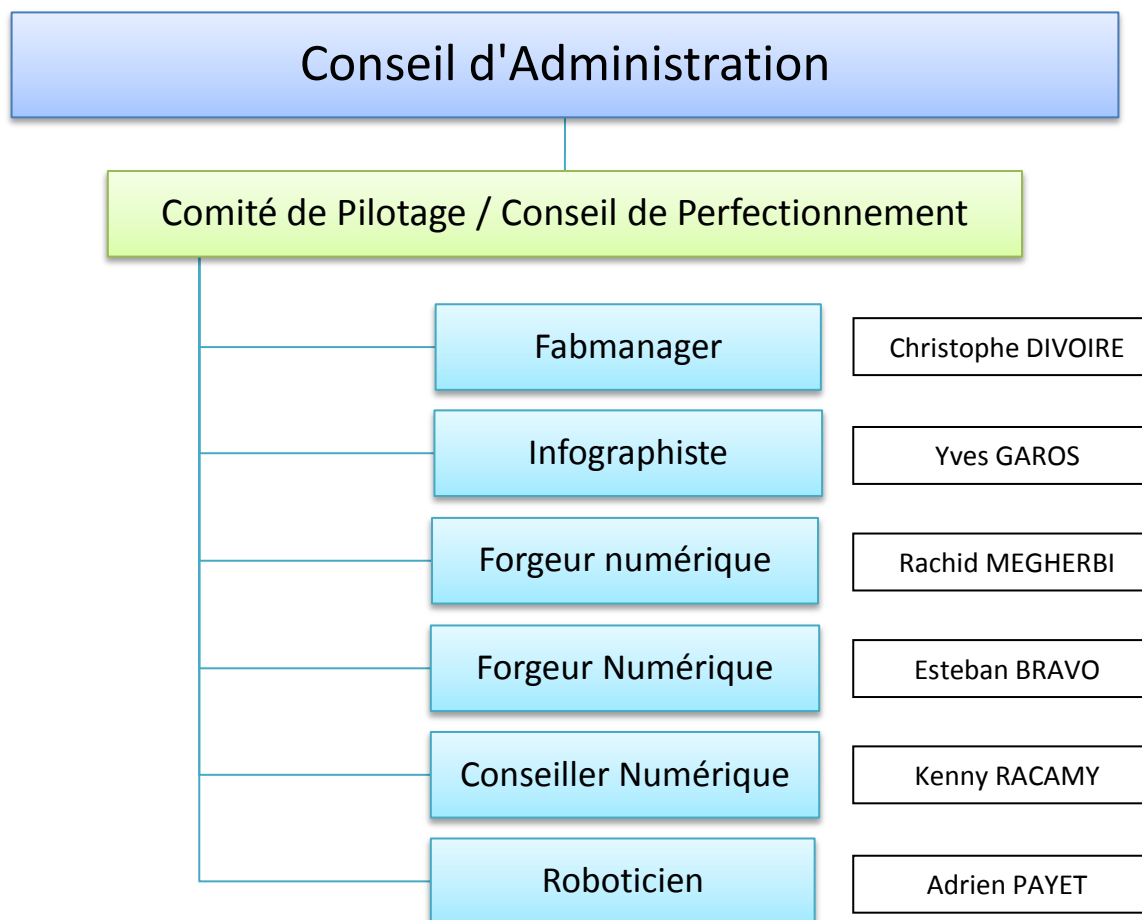 Conseil d'Administration
Comité de Pilotage / Conseil de Perfectionnement
Fabmanager
Christophe DIVOIRE
Infographiste
Yves GAROS
Forgeur numérique
Rachid MEGHERBI
Forgeur Numérique
Esteban BRAVO
Conseiller Numérique
Kenny RACAMY
Roboticien
Adrien PAYET